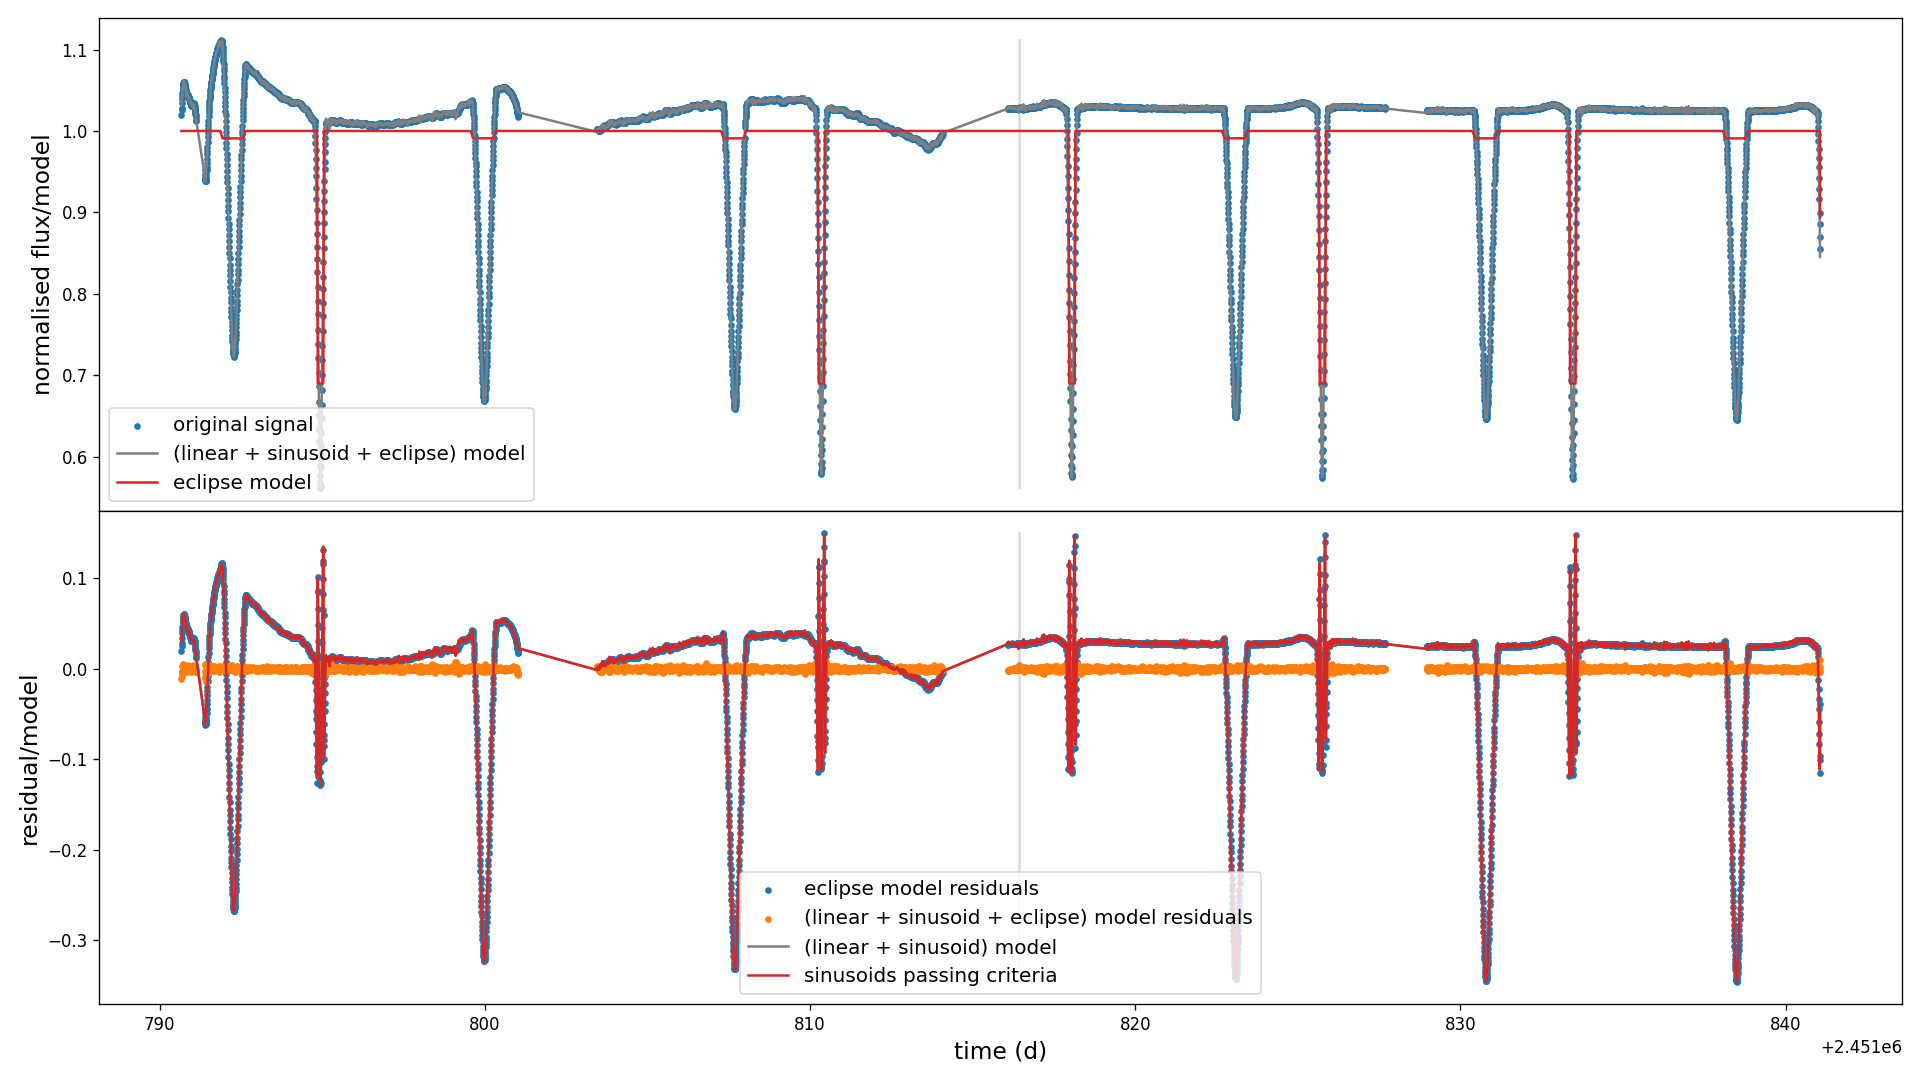 normalised flux/model
1.1
1.0
0.9
0.8
0.7
0.6
original signal
(linear + sinusoid + eclipse) model
eclipse model
residual/model
0.1
0.0
−0.1
−0.2
−0.3
eclipse model residuals
(linear + sinusoid + eclipse) model residuals
(linear + sinusoid) model
sinusoids passing criteria
790
800
810
820
830
840
+2.451e6
time (d)